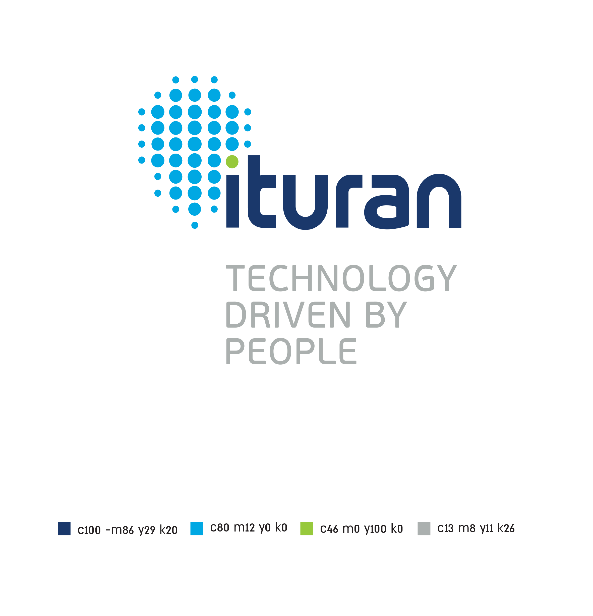 ituran
TECHNOLOGY
DRIVEN BY
PEOPLE
c100 -m86 y29 k20 c80 m12 y0 k0 c46 m0 y100 k0 c13 m8 y11 k26